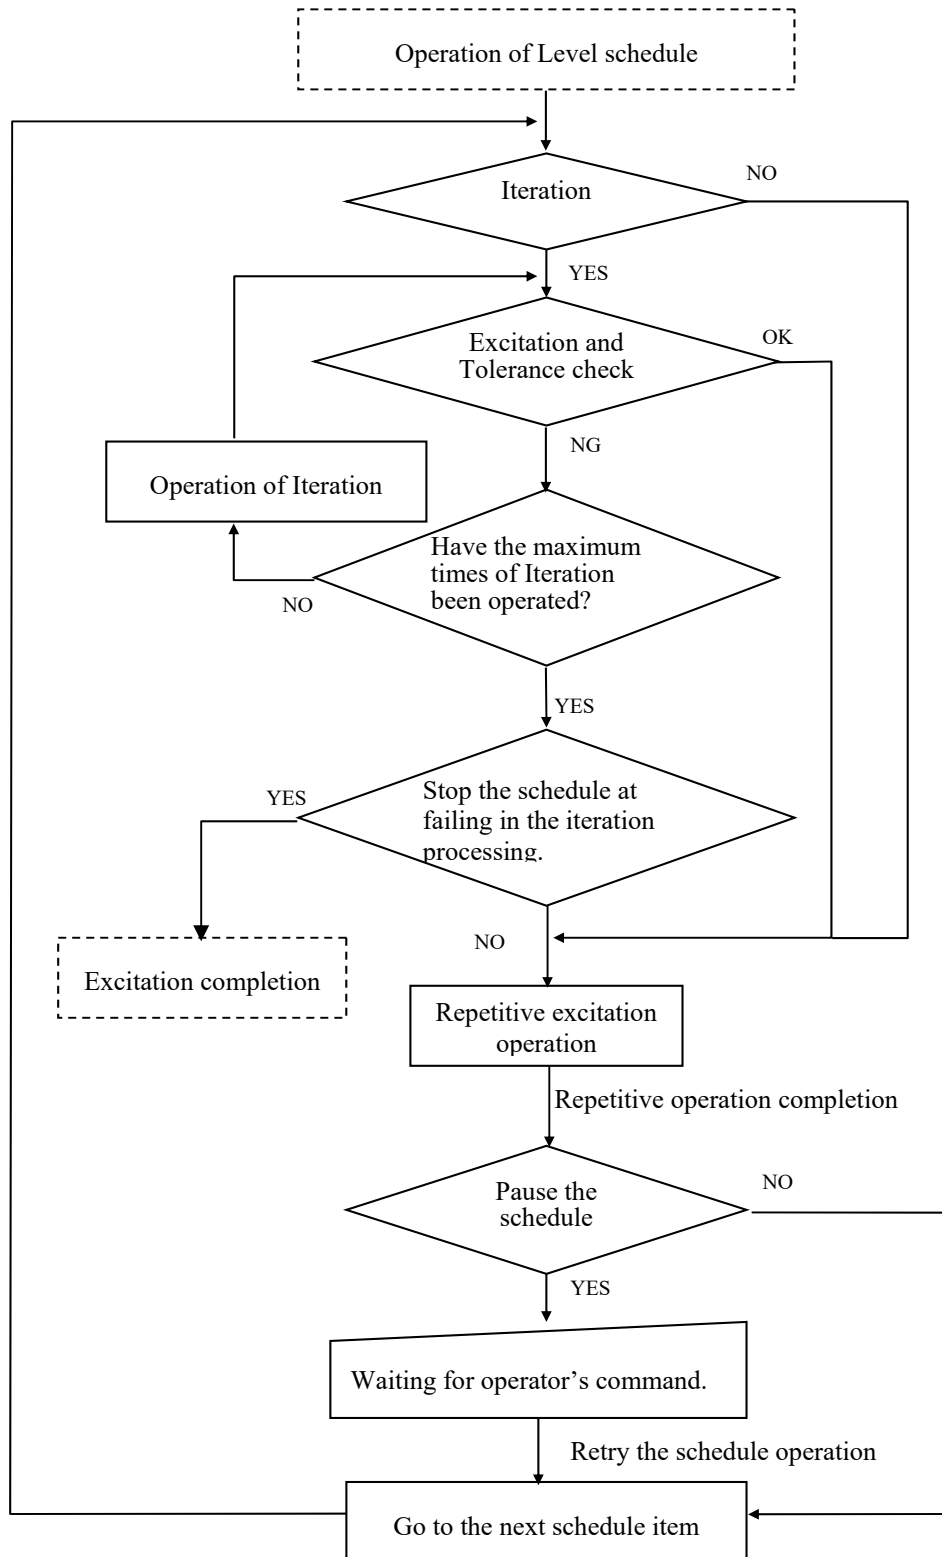 Operation of Level schedule
NO
Iteration
YES
Excitation and
Tolerance check
OK
NG
Operation of Iteration
Have the maximum
times of Iteration
been operated?
NO
YES
YES
Stop the schedule at
failing in the iteration
processing.
NO
Excitation completion
Repetitive excitation
operation
Repetitive operation completion
Pause the
schedule
NO
YES
Waiting for operator’s command.
Retry the schedule operation
Go to the next schedule item